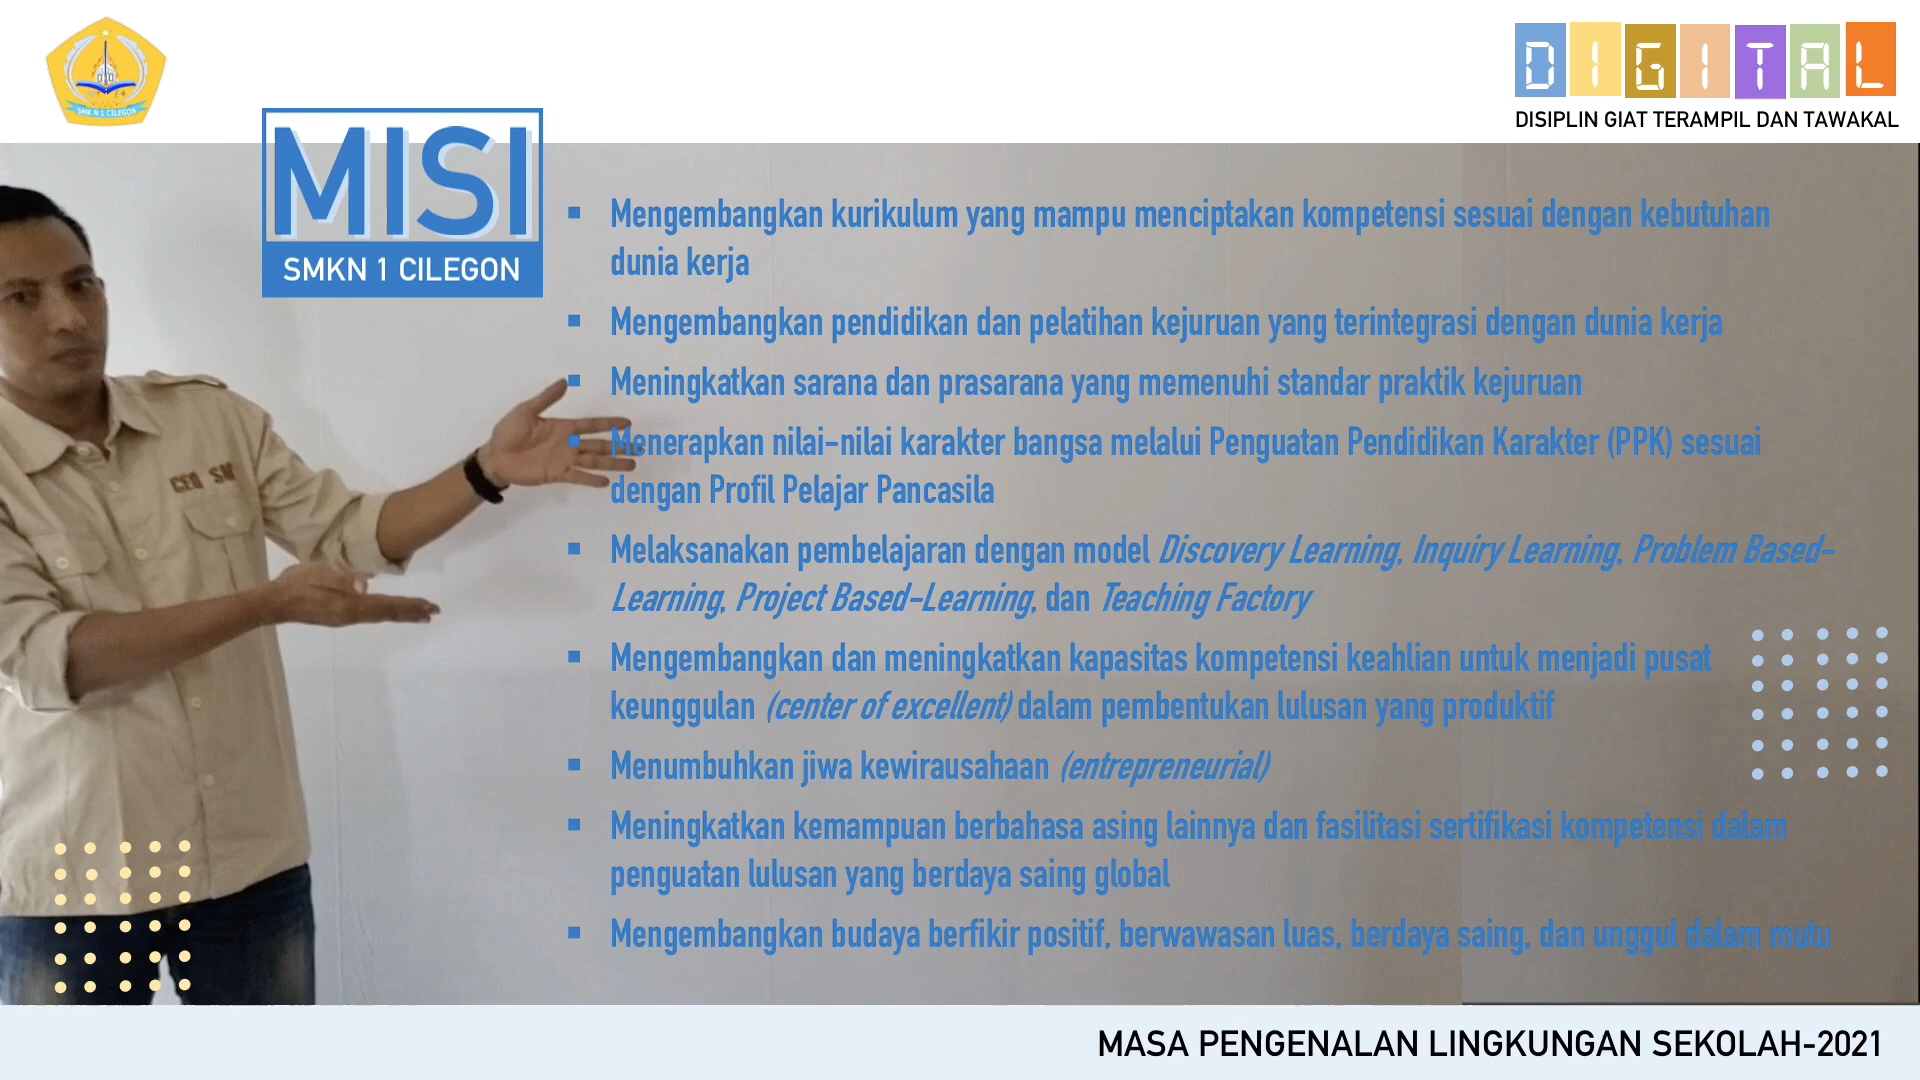 SMK N 1 CILEGON
DIGITAL
DISIPLIN GIAT TERAMPIL DAN TAWAKAL
MISI
SMKN 1 CILEGON
▪ Mengembangkan kurikulum yang mampu menciptakan kompetensi sesuai dengan kebutuhan
dunia kerja
▪ Mengembangkan pendidikan dan pelatihan kejuruan yang terintegrasi dengan dunia kerja
▪ Meningkatkan sarana dan prasarana yang memenuhi standar praktik kejuruan
▪ Menerapkan nilai-nilai karakter bangsa melalui Penguatan Pendidikan Karakter (PPK) sesuai
dengan Profil Pelajar Pancasila
▪ Melaksanakan pembelajaran dengan model Discovery Learning, Inquiry Learning, Problem Based-
Learning, Project Based-Learning, dan Teaching Factory
▪ Mengembangkan dan meningkatkan kapasitas kompetensi keahlian untuk menjadi pusat
keunggulan (center of excellent) dalam pembentukan lulusan yang produktif
▪ Menumbuhkan jiwa kewirausahaan (entrepreneurial)
▪ Meningkatkan kemampuan berbahasa asing lainnya dan fasilitasi sertifikasi kompetensi dalam
penguatan lulusan yang berdaya saing global
▪ Mengembangkan budaya berfikir positif, berwawasan luas, berdaya saing, dan unggul dalam mutu
MASA PENGENALAN LINGKUNGAN SEKOLAH-2021